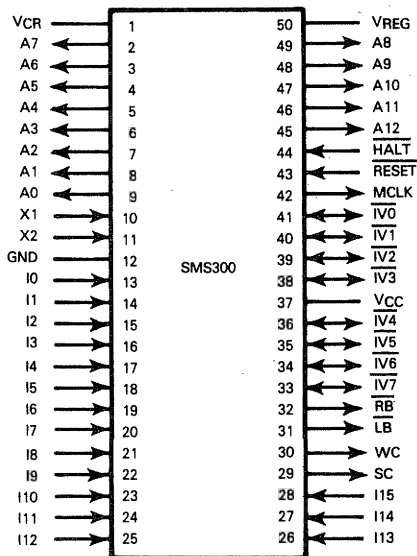 VCR 1 50 VREG
A7 2 49 A8
A6 3 48 A9
A5 4 47 A10
A4 5 46 A11
A3 6 45 A12
A2 7 44 HALT
A1 8 43 RESET
A0 9 42 MCLK
X1 10 41 IV0
X2 11 40 IV1
GND 12 39 IV2
SMS300
I0 13 38 IV3
I1 14 37 VCC
I2 15 36 IV4
I3 16 35 IV5
I4 17 34 IV6
I5 18 33 IV7
I6 19 32 RB
I7 20 31 LB
I8 21 30 WC
I9 22 29 SC
I10 23 28 I15
I11 24 27 I14
I12 25 26 I13